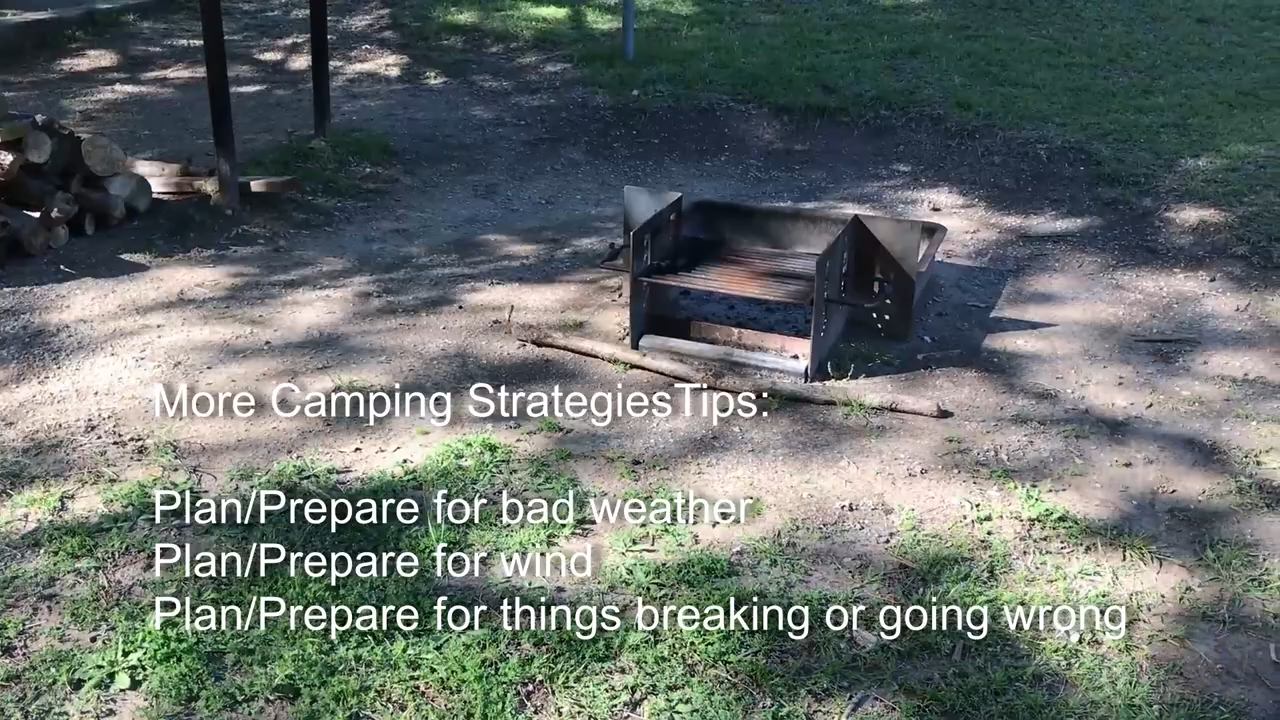 More Camping StrategiesTips:
Plan/Prepare for bad weather
Plan/Prepare for wind
Plan/Prepare for things breaking or going wrong